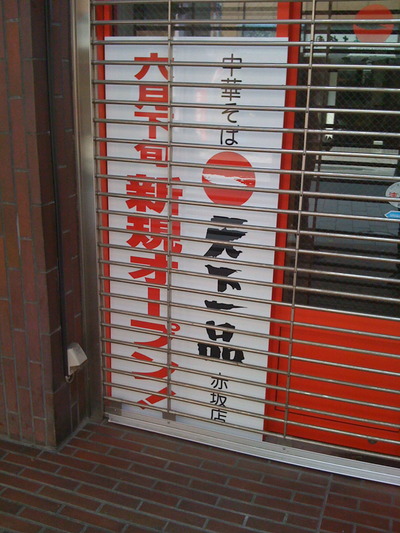 中華そば
天下一品
赤坂店
六月下旬
新規オープン!